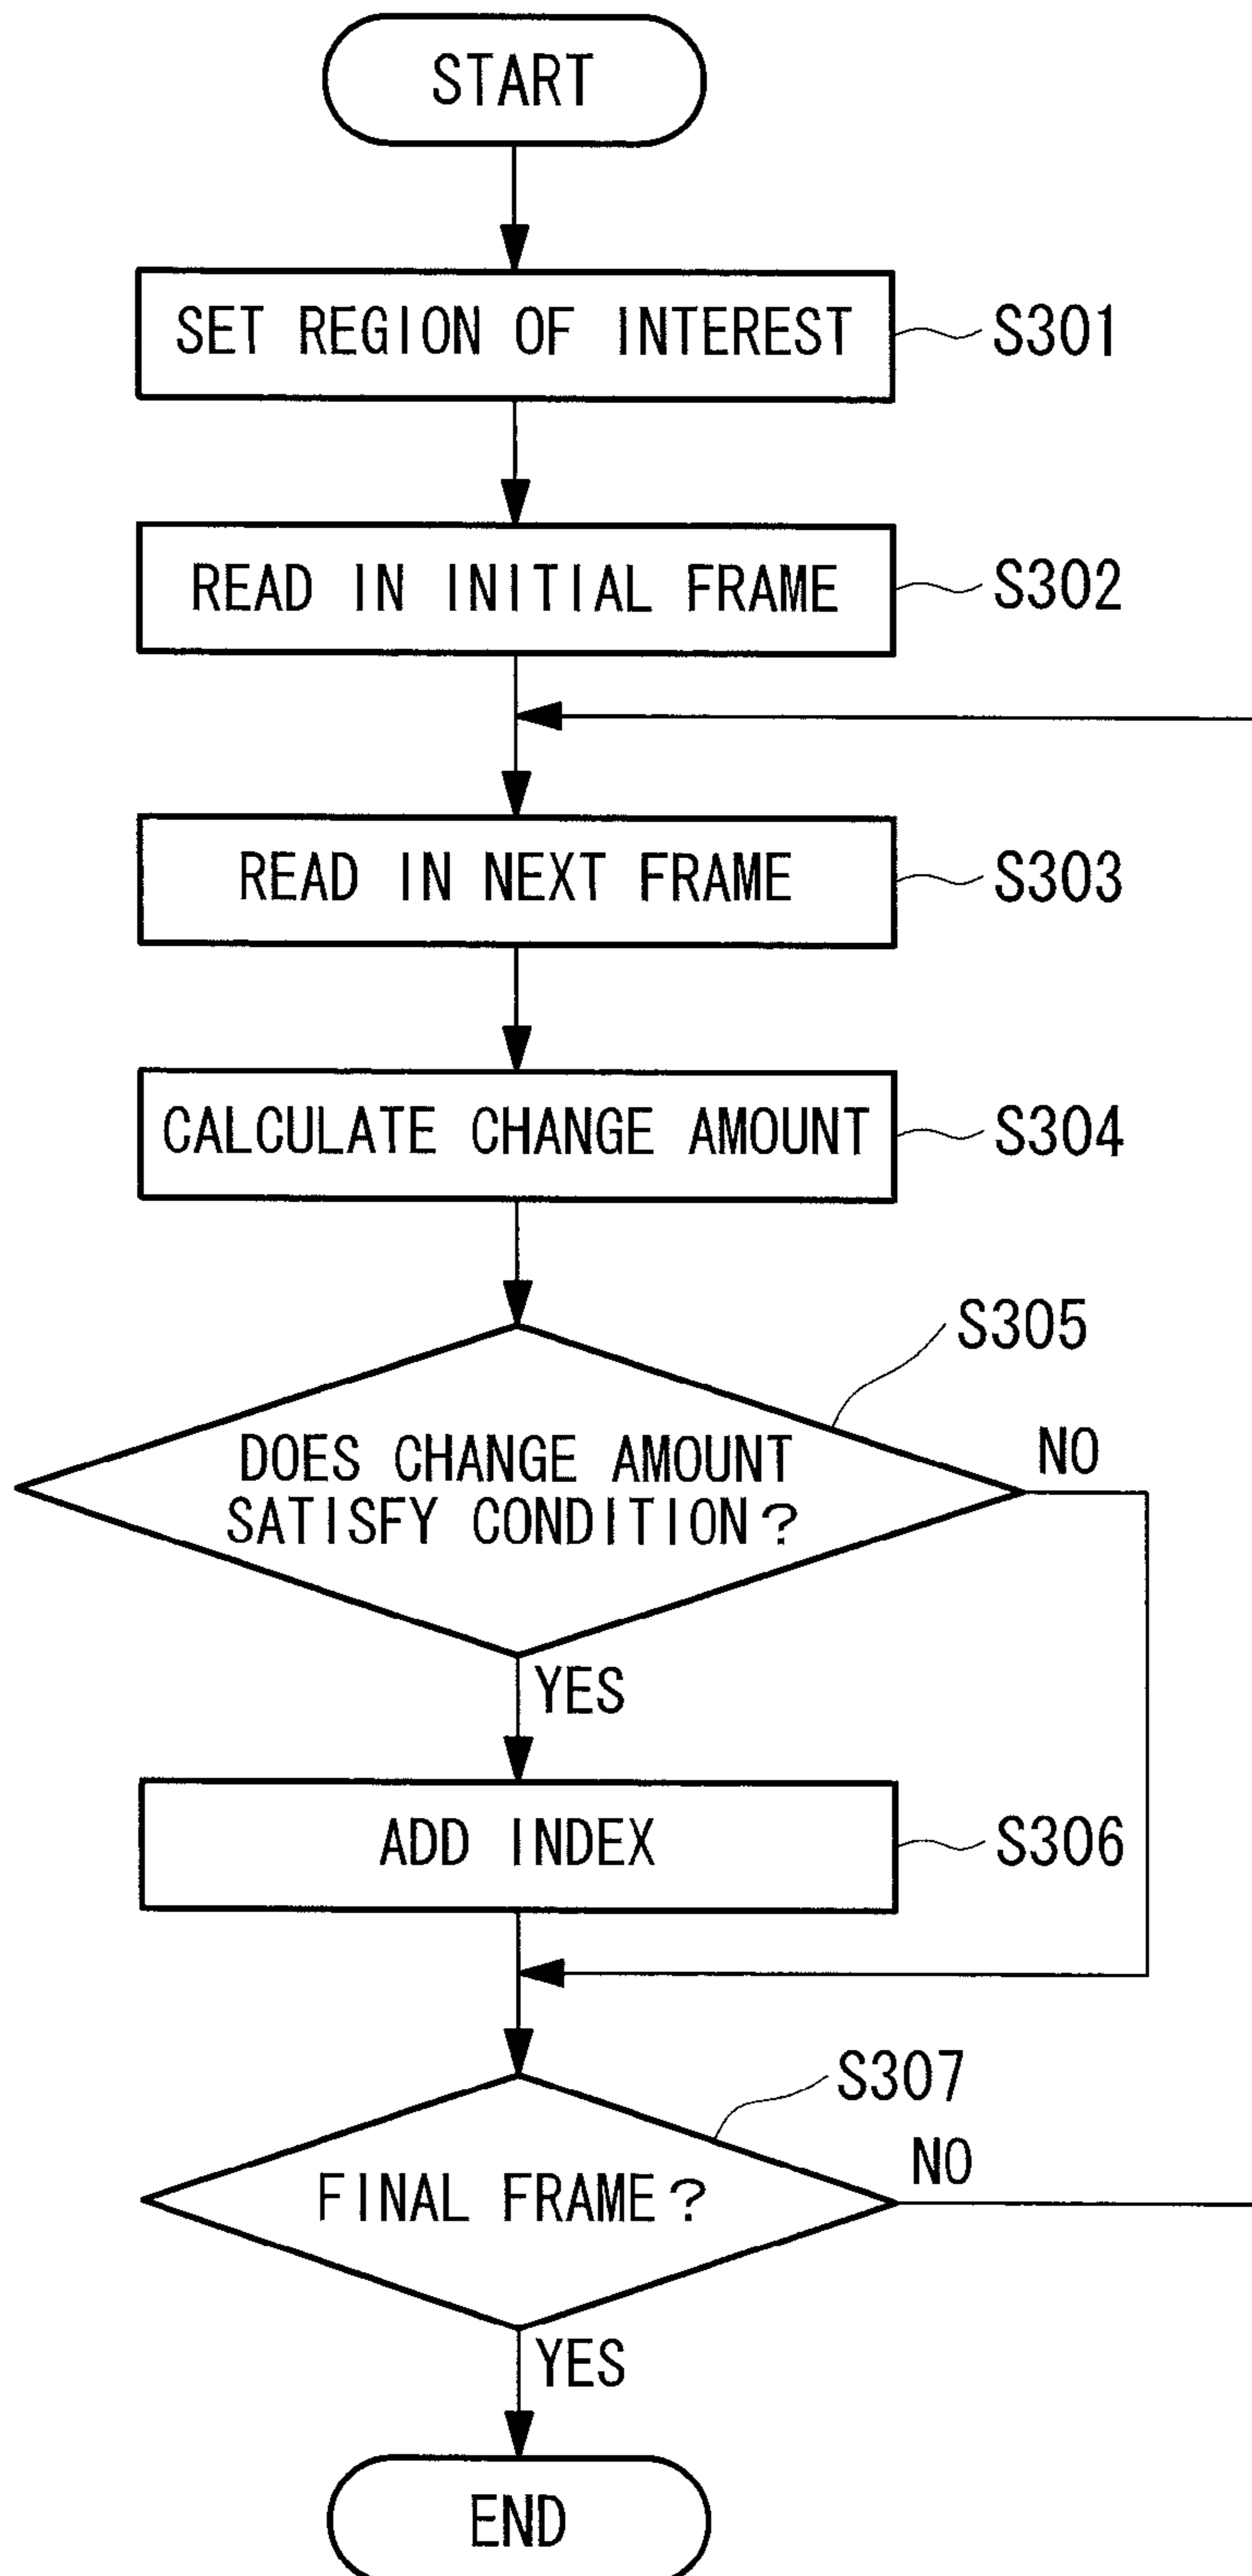 START
SET REGION OF INTEREST
S301
READ IN INITIAL FRAME
S302
READ IN NEXT FRAME
S303
CALCULATE CHANGE AMOUNT
S304
S305
DOES CHANGE AMOUNT
SATISFY CONDITION?
NO
YES
ADD INDEX
S306
S307
FINAL FRAME?
NO
YES
END